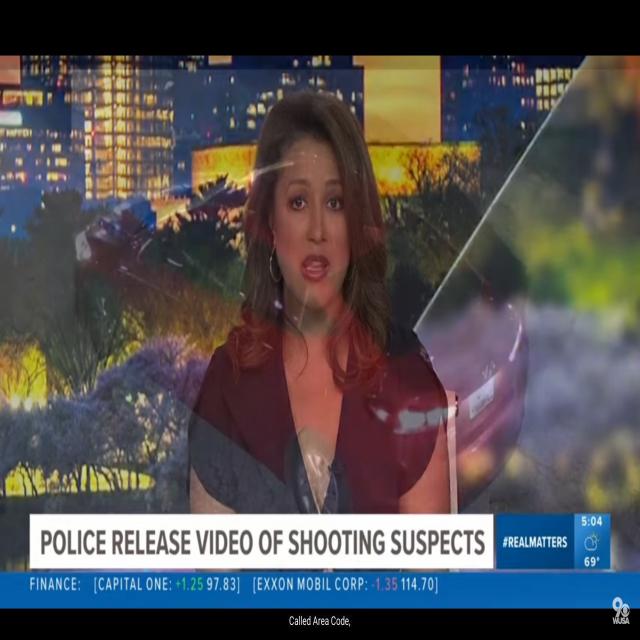 POLICE RELEASE VIDEO OF SHOOTING SUSPECTS
#REALMATTERS
5:04
69°
FINANCE: [CAPITAL ONE: +1.25 97.83] [EXXON MOBIL CORP: -1.35 114.70]
9
WUSA
Called Area Code,